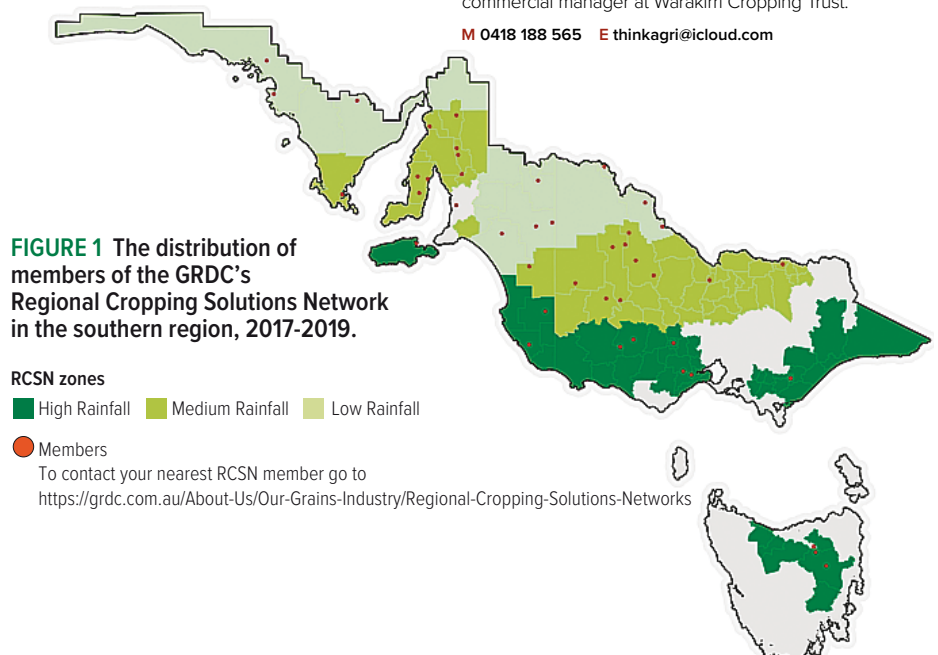 commercial manager at Warakim Cropping Trust.
M 0418 188 565 E thinkagri@icloud.com
FIGURE 1 The distribution of
members of the GRDC's
Regional Cropping Solutions Network
in the southern region, 2017-2019.
RCSN zones
High Rainfall Medium Rainfall Low Rainfall
Members
To contact your nearest RCSN member go to
https://grdc.com.au/About-Us/Our-Grains-Industry/Regional-Cropping-Solutions-Networks